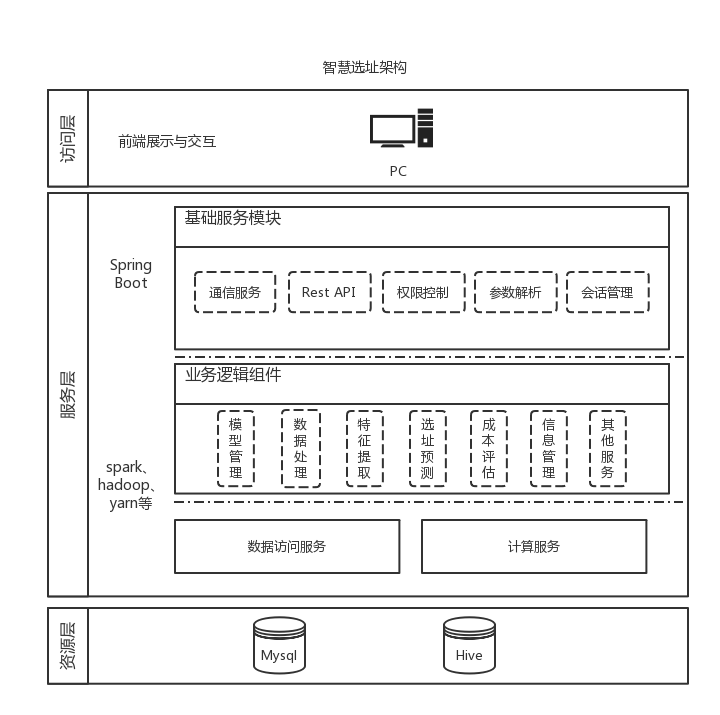 智慧选址架构
访问层
前端展示与交互
PC
服务层
Spring
Boot
基础服务模块
通信服务
Rest API
权限控制
参数解析
会话管理
业务逻辑组件
模型管理
数据处理
特征提取
选址预测
成本评估
信息管理
其他服务
spark、
hadoop、
yarn等
数据访问服务
计算服务
资源层
Mysql
Hive